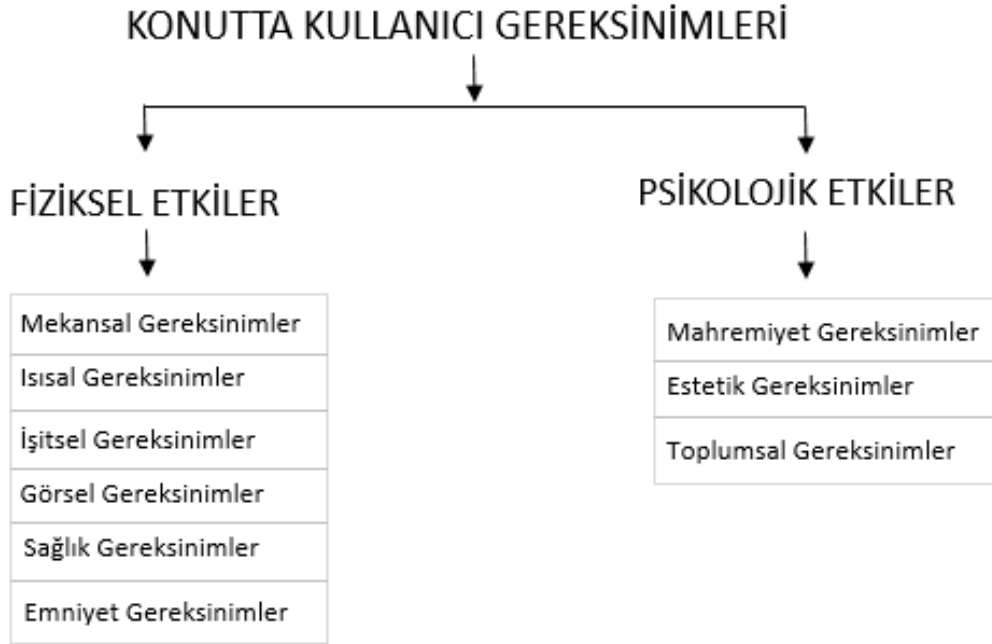 KONUTTA KULLANICI GEREKSİNİMLERİ
FİZİKSEL ETKİLER
Mekansal Gereksinimler
Isısal Gereksinimler
İşitsel Gereksinimler
Görsel Gereksinimler
Sağlık Gereksinimler
Emniyet Gereksinimler
PSİKOLOJİK ETKİLER
Mahremiyet Gereksinimler
Estetik Gereksinimler
Toplumsal Gereksinimler